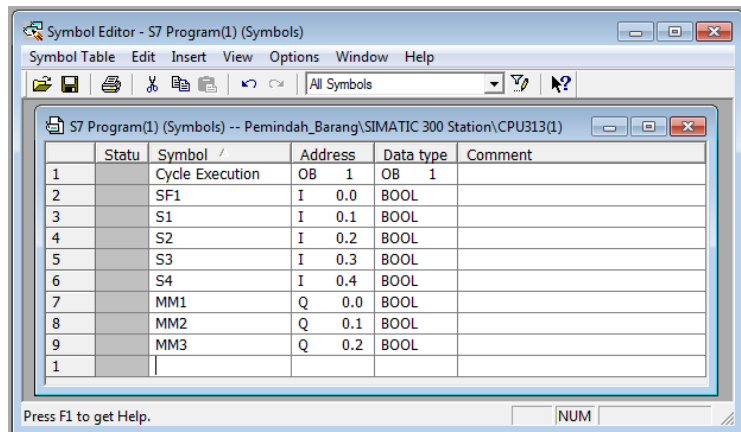 Symbol Editor - S7 Program(1) (Symbols)
Symbol Table Edit Insert View Options Window Help
All Symbols
S7 Program(1) (Symbols) -- Pemindah_Barang\SIMATIC 300 Station\CPU313(1)
Statu Symbol Address Data type Comment
1 Cycle Execution OB 1 OB 1
2 SF1 I 0.0 BOOL
3 S1 I 0.1 BOOL
4 S2 I 0.2 BOOL
5 S3 I 0.3 BOOL
6 S4 I 0.4 BOOL
7 MM1 Q 0.0 BOOL
8 MM2 Q 0.1 BOOL
9 MM3 Q 0.2 BOOL
1
Press F1 to get Help. NUM